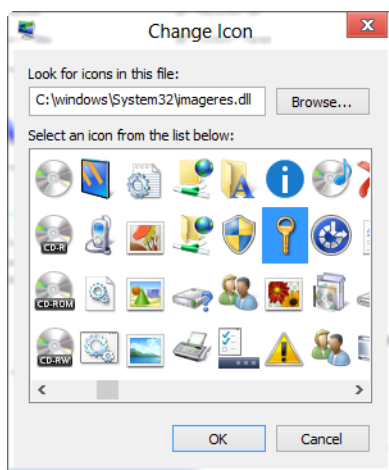 Change Icon
Look for icons in this file:
C:\windows\System32\imageres.dll
Browse...
Select an icon from the list below:
CD-R
CD-ROM
CD-RW
OK
Cancel